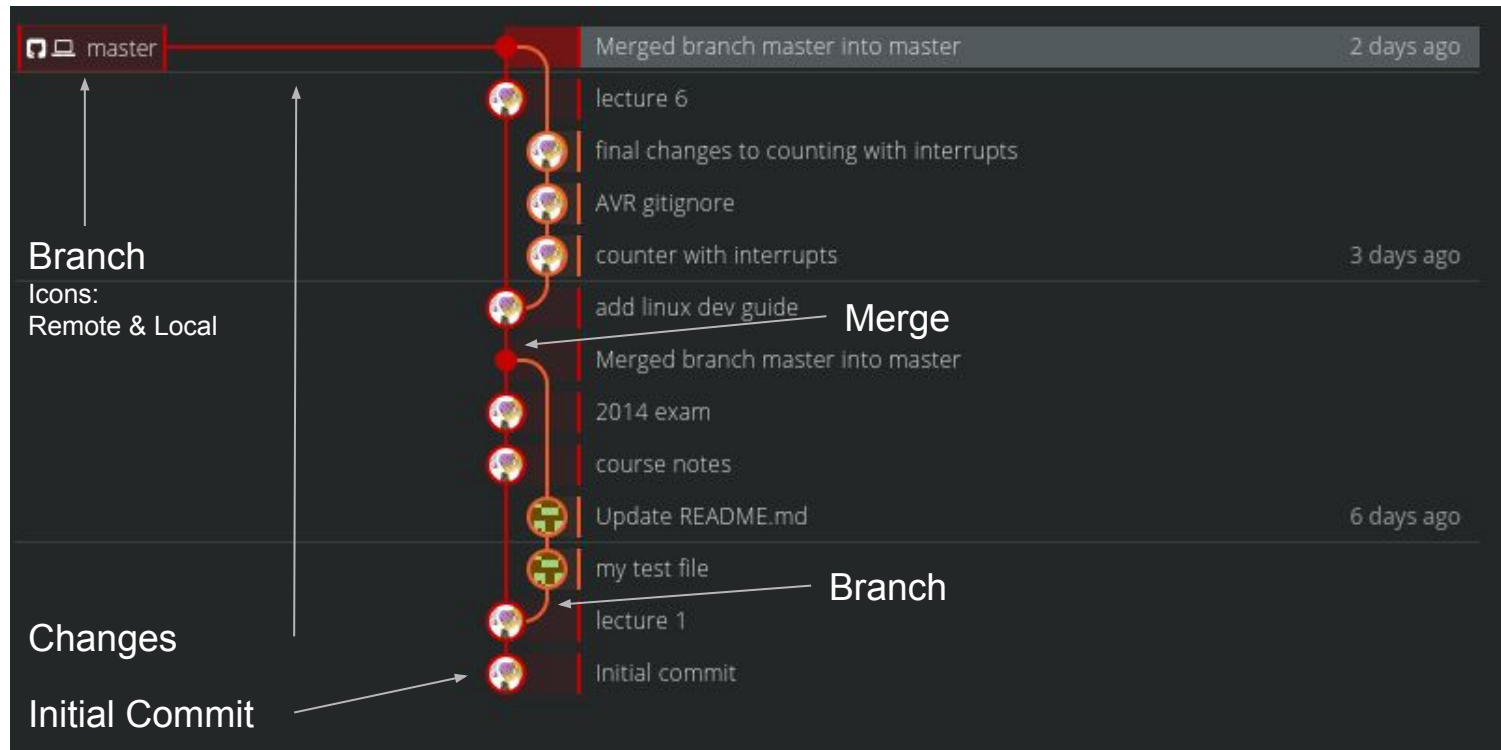 master
Merged branch master into master 2 days ago
lecture 6
final changes to counting with interrupts
AVR gitignore
Branch
counter with interrupts 3 days ago
Icons:
Remote & Local
add linux dev guide
Merge
Merged branch master into master
2014 exam
course notes
Update README.md 6 days ago
my test file
Branch
lecture 1
Changes
Initial commit
Initial Commit